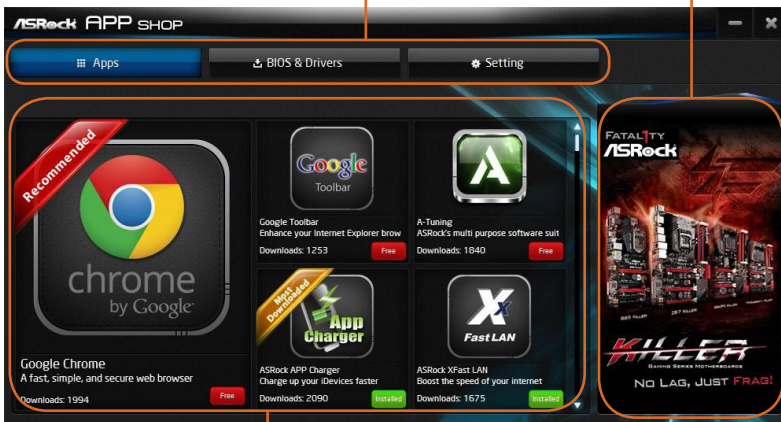 ASRock APP SHOP
Apps
BIOS & Drivers
Setting
Recommended
chrome
by Google
Google Chrome
A fast, simple, and secure web browser
Downloads: 1994
Free
Google
Toolbar
Google Toolbar
Enhance your Internet Explorer brow
Downloads: 1253
Free
A-Tuning
ASRock's multi purpose software suit
Downloads: 1840
Free
Most
Downloaded
App
Charger
ASRock APP Charger
Charge up your iDevices faster
Downloads: 2090
Installed
Fast LAN
ASRock XFast LAN
Boost the speed of your internet
Downloads: 1675
Installed
FATAL1TY
ASRock
B85 KILLER
Z87 KILLER
KILLER
GAMING SERIES MOTHERBOARDS
NO LAG, JUST FRAG!